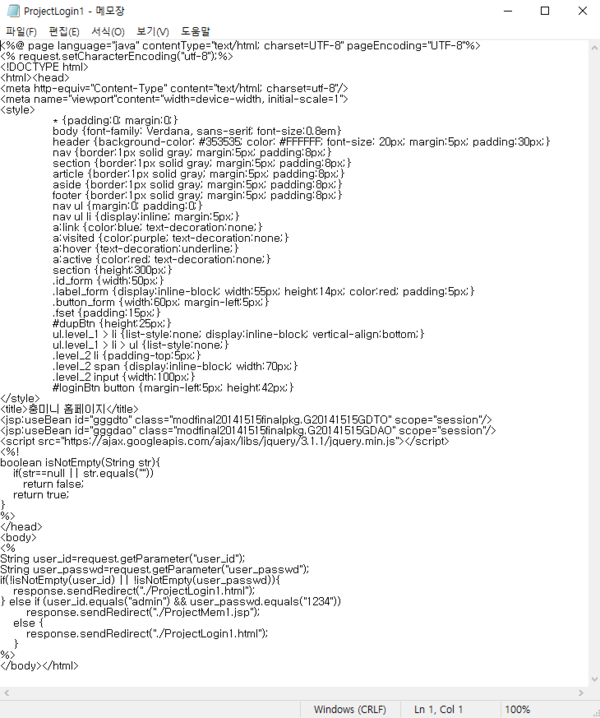 ProjectLogin1 - 메모장
파일(F) 편집(E) 서식(O) 보기(V) 도움말
<%@ page language="java" contentType="text/html; charset=UTF-8" pageEncoding="UTF-8"%>
<% request.setCharacterEncoding("utf-8");%>
<!DOCTYPE html>
<html><head>
<meta http-equiv="Content-Type" content="text/html; charset=utf-8"/>
<meta name="viewport"content="width=device-width, initial-scale=1">
<style>
* {padding:0; margin:0;}
body {font-family: Verdana, sans-serif; font-size:0.8em}
header {background-color: #353535; color: #FFFFFF; font-size: 20px; margin:5px; padding:30px;}
nav {border:1px solid gray; margin:5px; padding:8px;}
section {border:1px solid gray; margin:5px; padding:8px;}
article {border:1px solid gray; margin:5px; padding:8px;}
aside {border:1px solid gray; margin:5px; padding:8px;}
footer {border:1px solid gray; margin:5px; padding:8px;}
nav ul {margin:0; padding:0;}
nav ul li {display:inline; margin:5px;}
a:link {color:blue; text-decoration:none;}
a:visited {color:purple; text-decoration:none;}
a:hover {text-decoration:underline;}
a:active {color:red; text-decoration:none;}
section {height:300px;}
.id_form {width:50px;}
.label_form {display:inline-block; width:55px; height:14px; color:red; padding:5px;}
.button_form {width:60px; margin-left:5px;}
.fset {padding:15px;}
#dupBtn {height:25px;}
ul.level_1 > li {list-style:none; display:inline-block; vertical-align:bottom;}
ul.level_1 > li > ul {list-style:none;}
.level_2 li {padding-top:5px;}
.level_2 span {display:inline-block; width:70px;}
.level_2 input {width:100px;}
#loginBtn button {margin-left:5px; height:42px;}
</style>
<title>충미니 홈페이지</title>
<jsp:useBean id="gggdto" class="modfinal20141515finalpkg.G20141515GDTO" scope="session"/>
<jsp:useBean id="gggdao" class="modfinal20141515finalpkg.G20141515GDAO" scope="session"/>
<script src="https://ajax.googleapis.com/ajax/libs/jquery/3.1.1/jquery.min.js"></script>
<%!
boolean isNotEmpty(String str){
if(str==null || str.equals(""))
return false;
return true;
}
%>
</head>
<body>
<%
String user_id=request.getParameter("user_id");
String user_passwd=request.getParameter("user_passwd");
if(!isNotEmpty(user_id) || !isNotEmpty(user_passwd)){
response.sendRedirect("./ProjectLogin1.html");
} else if (user_id.equals("admin") && user_passwd.equals("1234"))
response.sendRedirect("./ProjectMem1.jsp");
else {
response.sendRedirect("./ProjectLogin1.html");
}
%>
</body></html>
Windows (CRLF) Ln 1, Col 1 100%